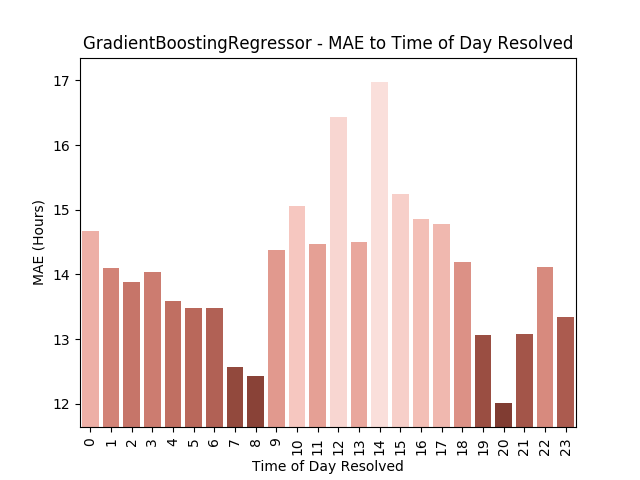 GradientBoostingRegressor - MAE to Time of Day Resolved
17
16
15
14
13
12
MAE (Hours)
0 1 2 3 4 5 6 7 8 9 10 11 12 13 14 15 16 17 18 19 20 21 22 23
Time of Day Resolved